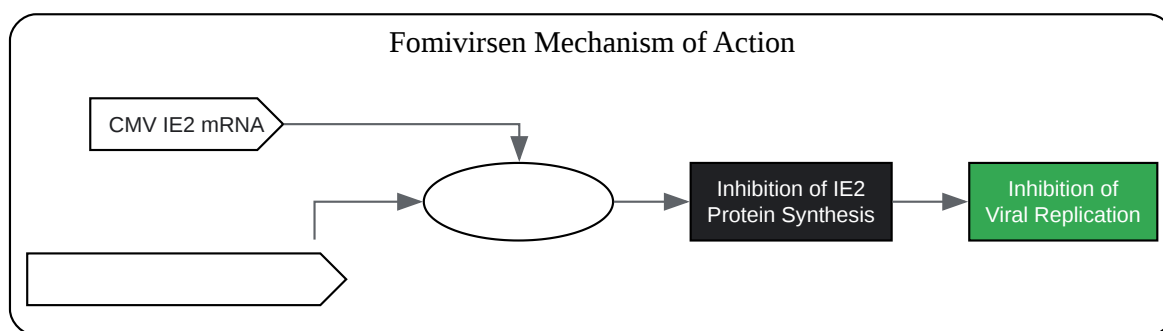 Fomivirsen Mechanism of Action
CMV IE2 mRNA
Inhibition of IE2
Protein Synthesis
Inhibition of
Viral Replication